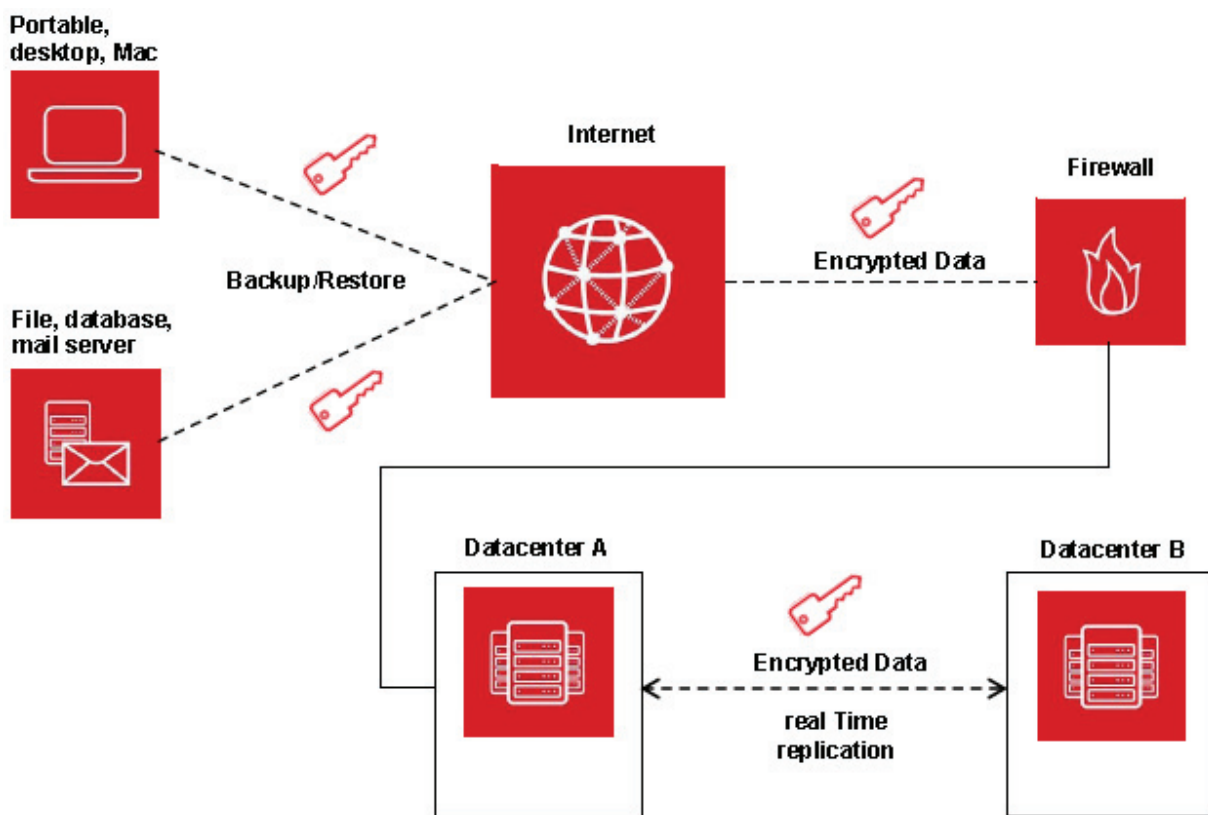 Portable,
desktop, Mac
Internet
Firewall
Backup/Restore
Encrypted Data
File, database,
mail server
Datacenter A
Datacenter B
Encrypted Data
real Time
replication